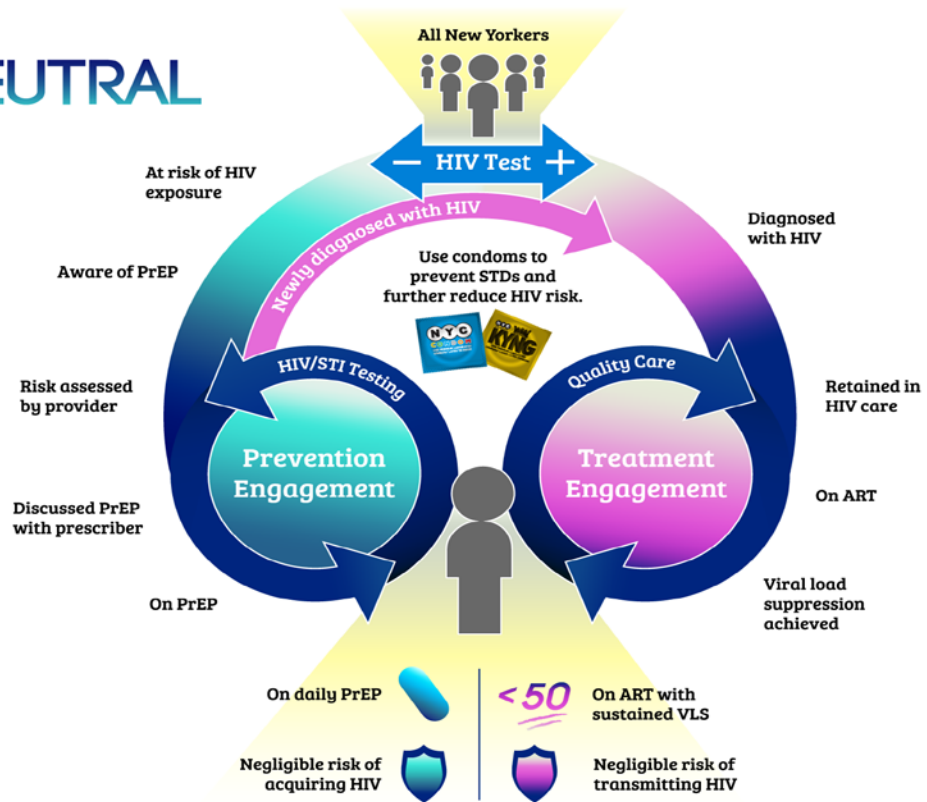 All New Yorkers
EUTRAL
− HIV Test +
At risk of HIV
exposure
Newly diagnosed with HIV
Diagnosed
with HIV
Aware of PrEP
Use condoms to
prevent STDs and
further reduce HIV risk.
NYC
CONDOM
KYNG
HIV/STI Testing
Quality Care
Risk assessed
by provider
Retained in
HIV care
Prevention
Engagement
Treatment
Engagement
Discussed PrEP
with prescriber
On ART
On PrEP
Viral load
suppression
achieved
On daily PrEP
<50
On ART with
sustained VLS
Negligible risk of
acquiring HIV
Negligible risk of
transmitting HIV